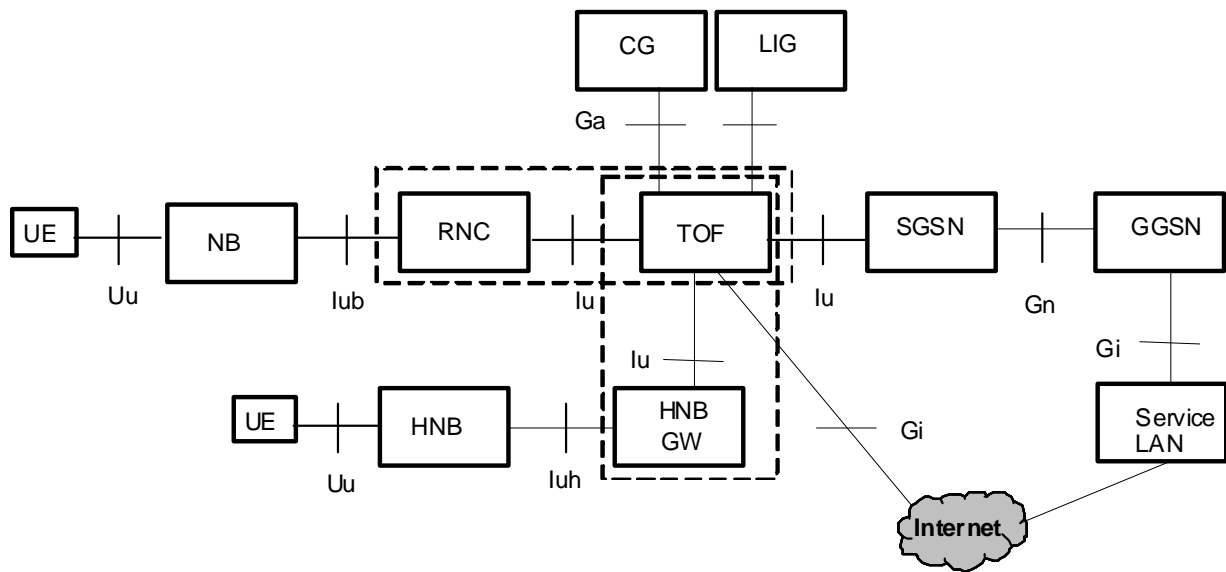 CG
LIG
Ga
UE
NB
RNC
TOF
SGSN
GGSN
Uu
Iub
Iu
Iu
Gn
Gi
Iu
UE
HNB
HNB
GW
Gi
Service
LAN
Uu
Iuh
Internet